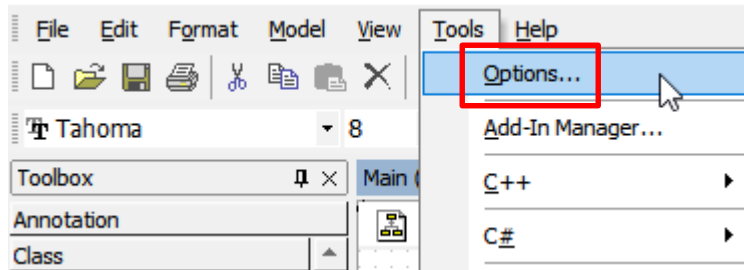 File Edit Format Model View Tools Help
Options...
Tahoma 8
Add-In Manager...
Toolbox Main (
C++
Annotation
C#
Class